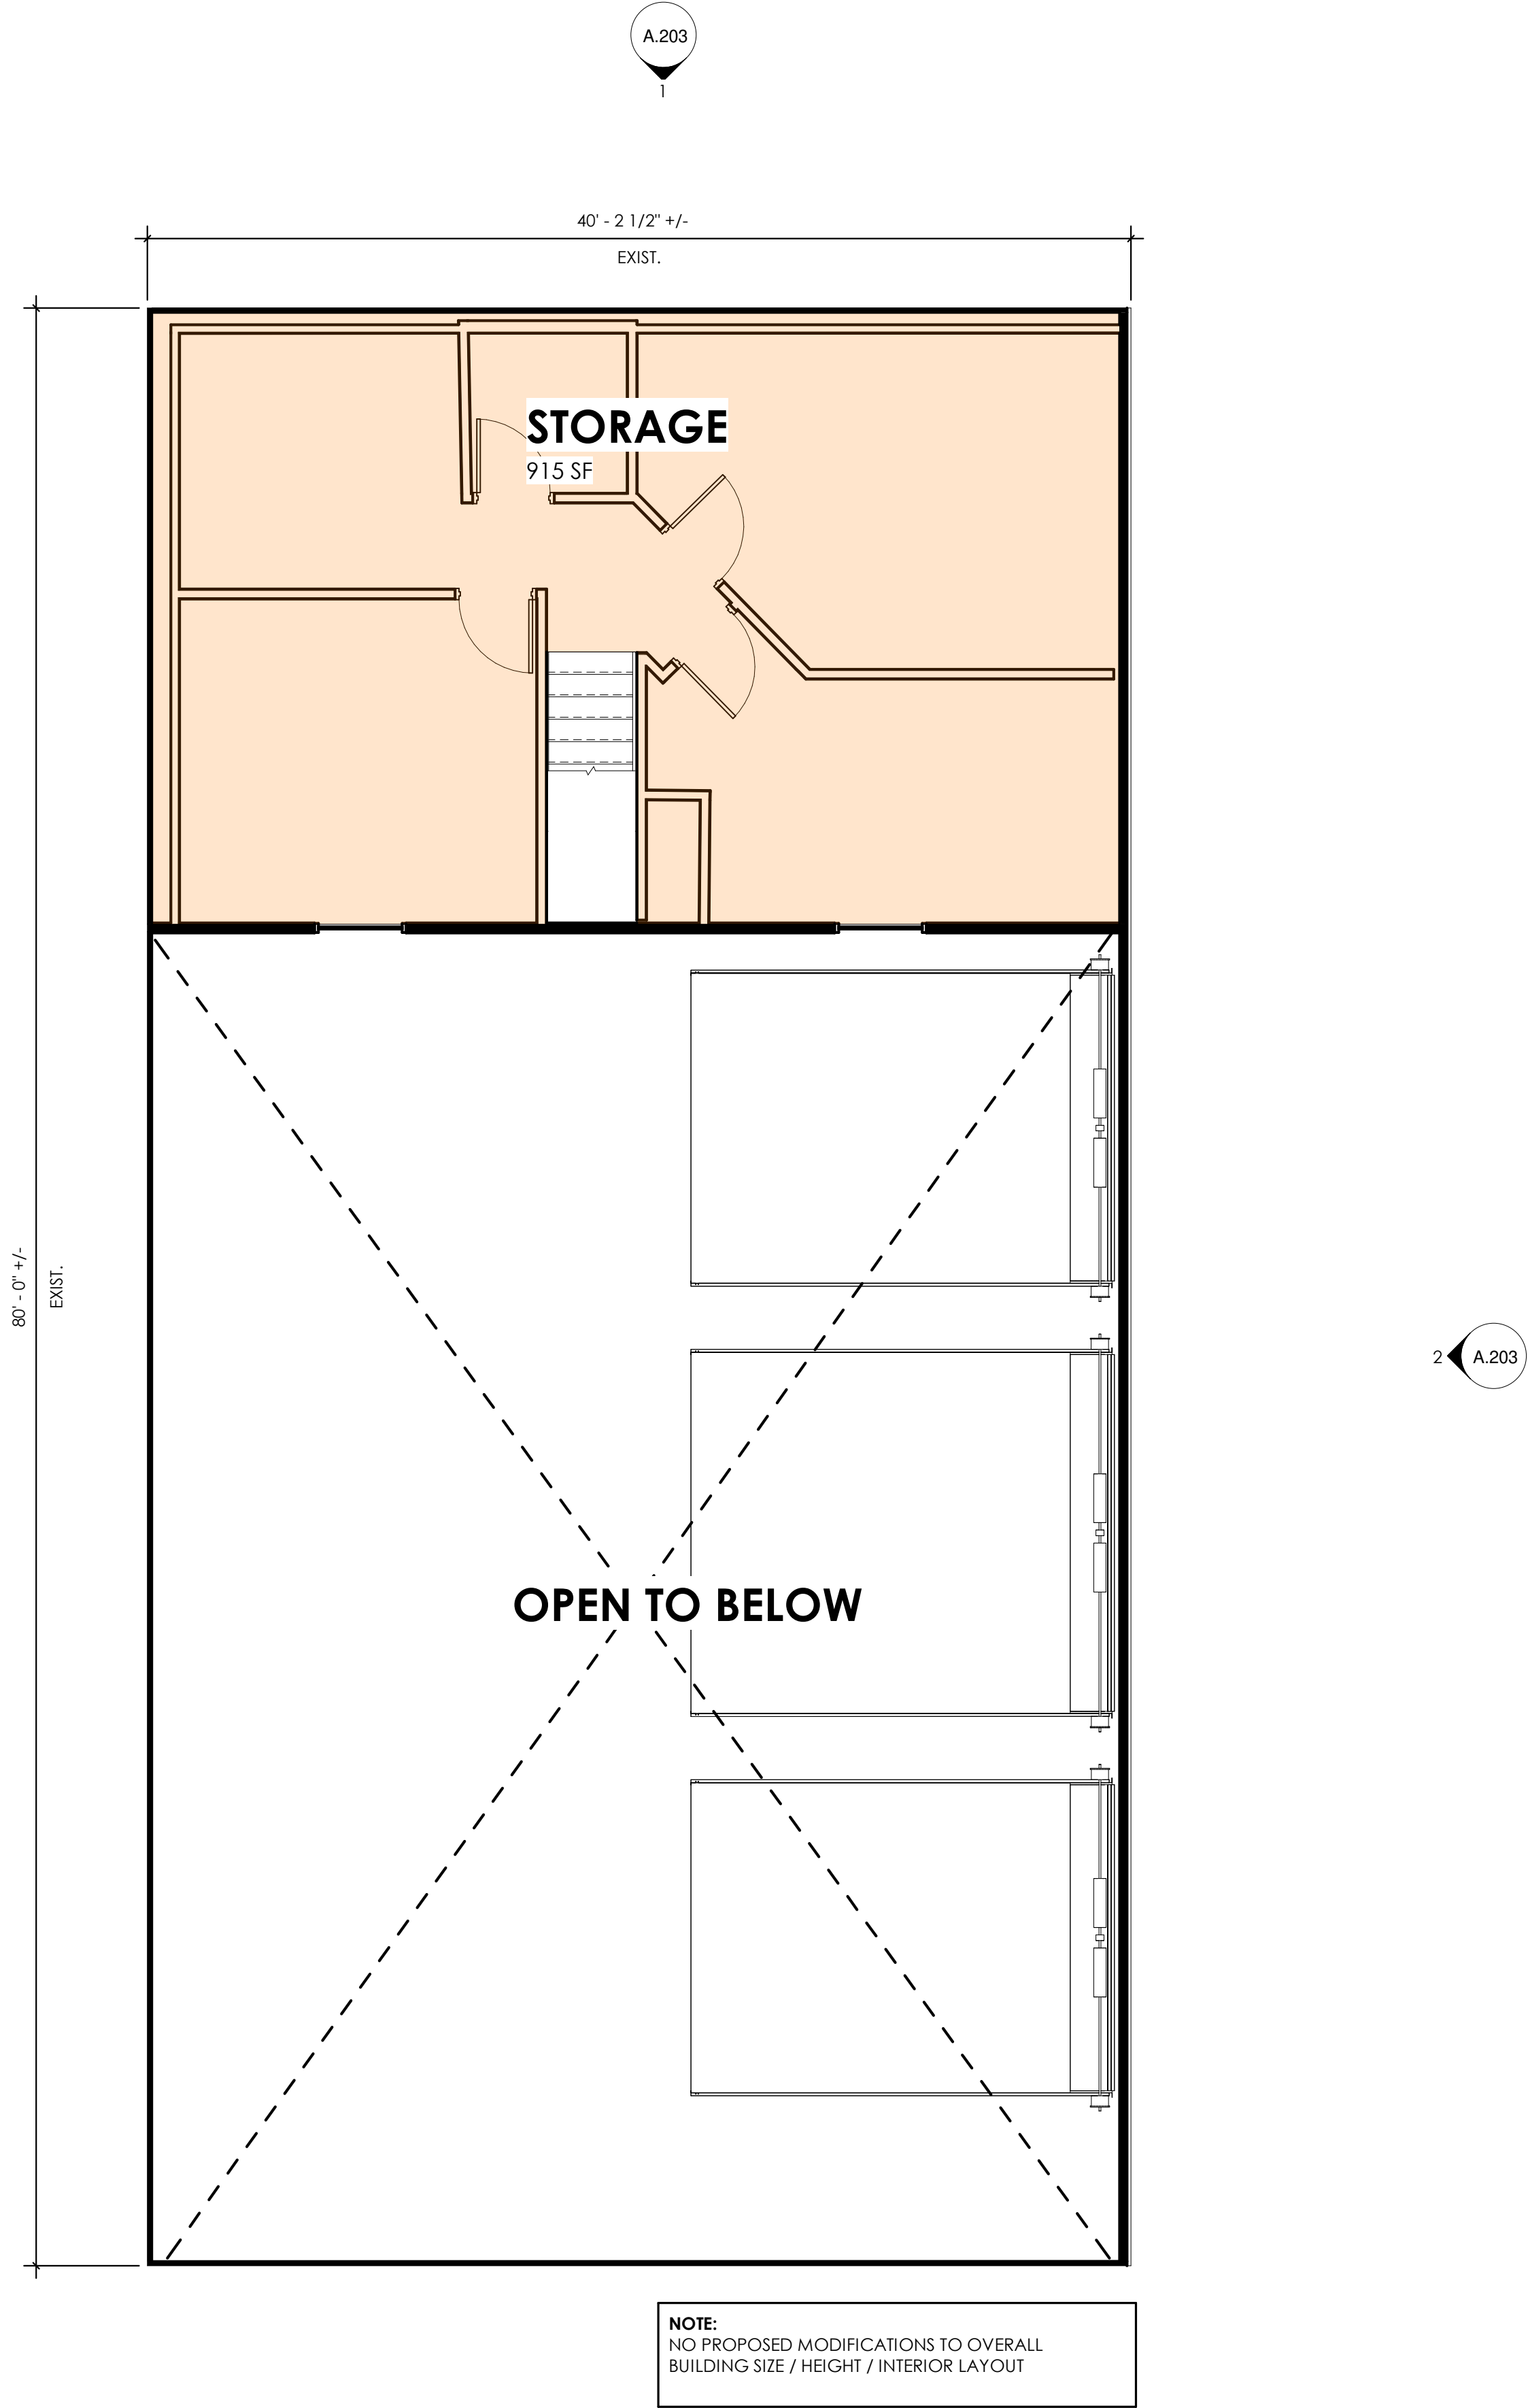 A.203
1
40' - 2 1/2" +/-
EXIST.
STORAGE
915 SF
80' - 0" +/-
EXIST.
2
A.203
OPEN TO BELOW
NOTE:
NO PROPOSED MODIFICATIONS TO OVERALL
BUILDING SIZE / HEIGHT / INTERIOR LAYOUT